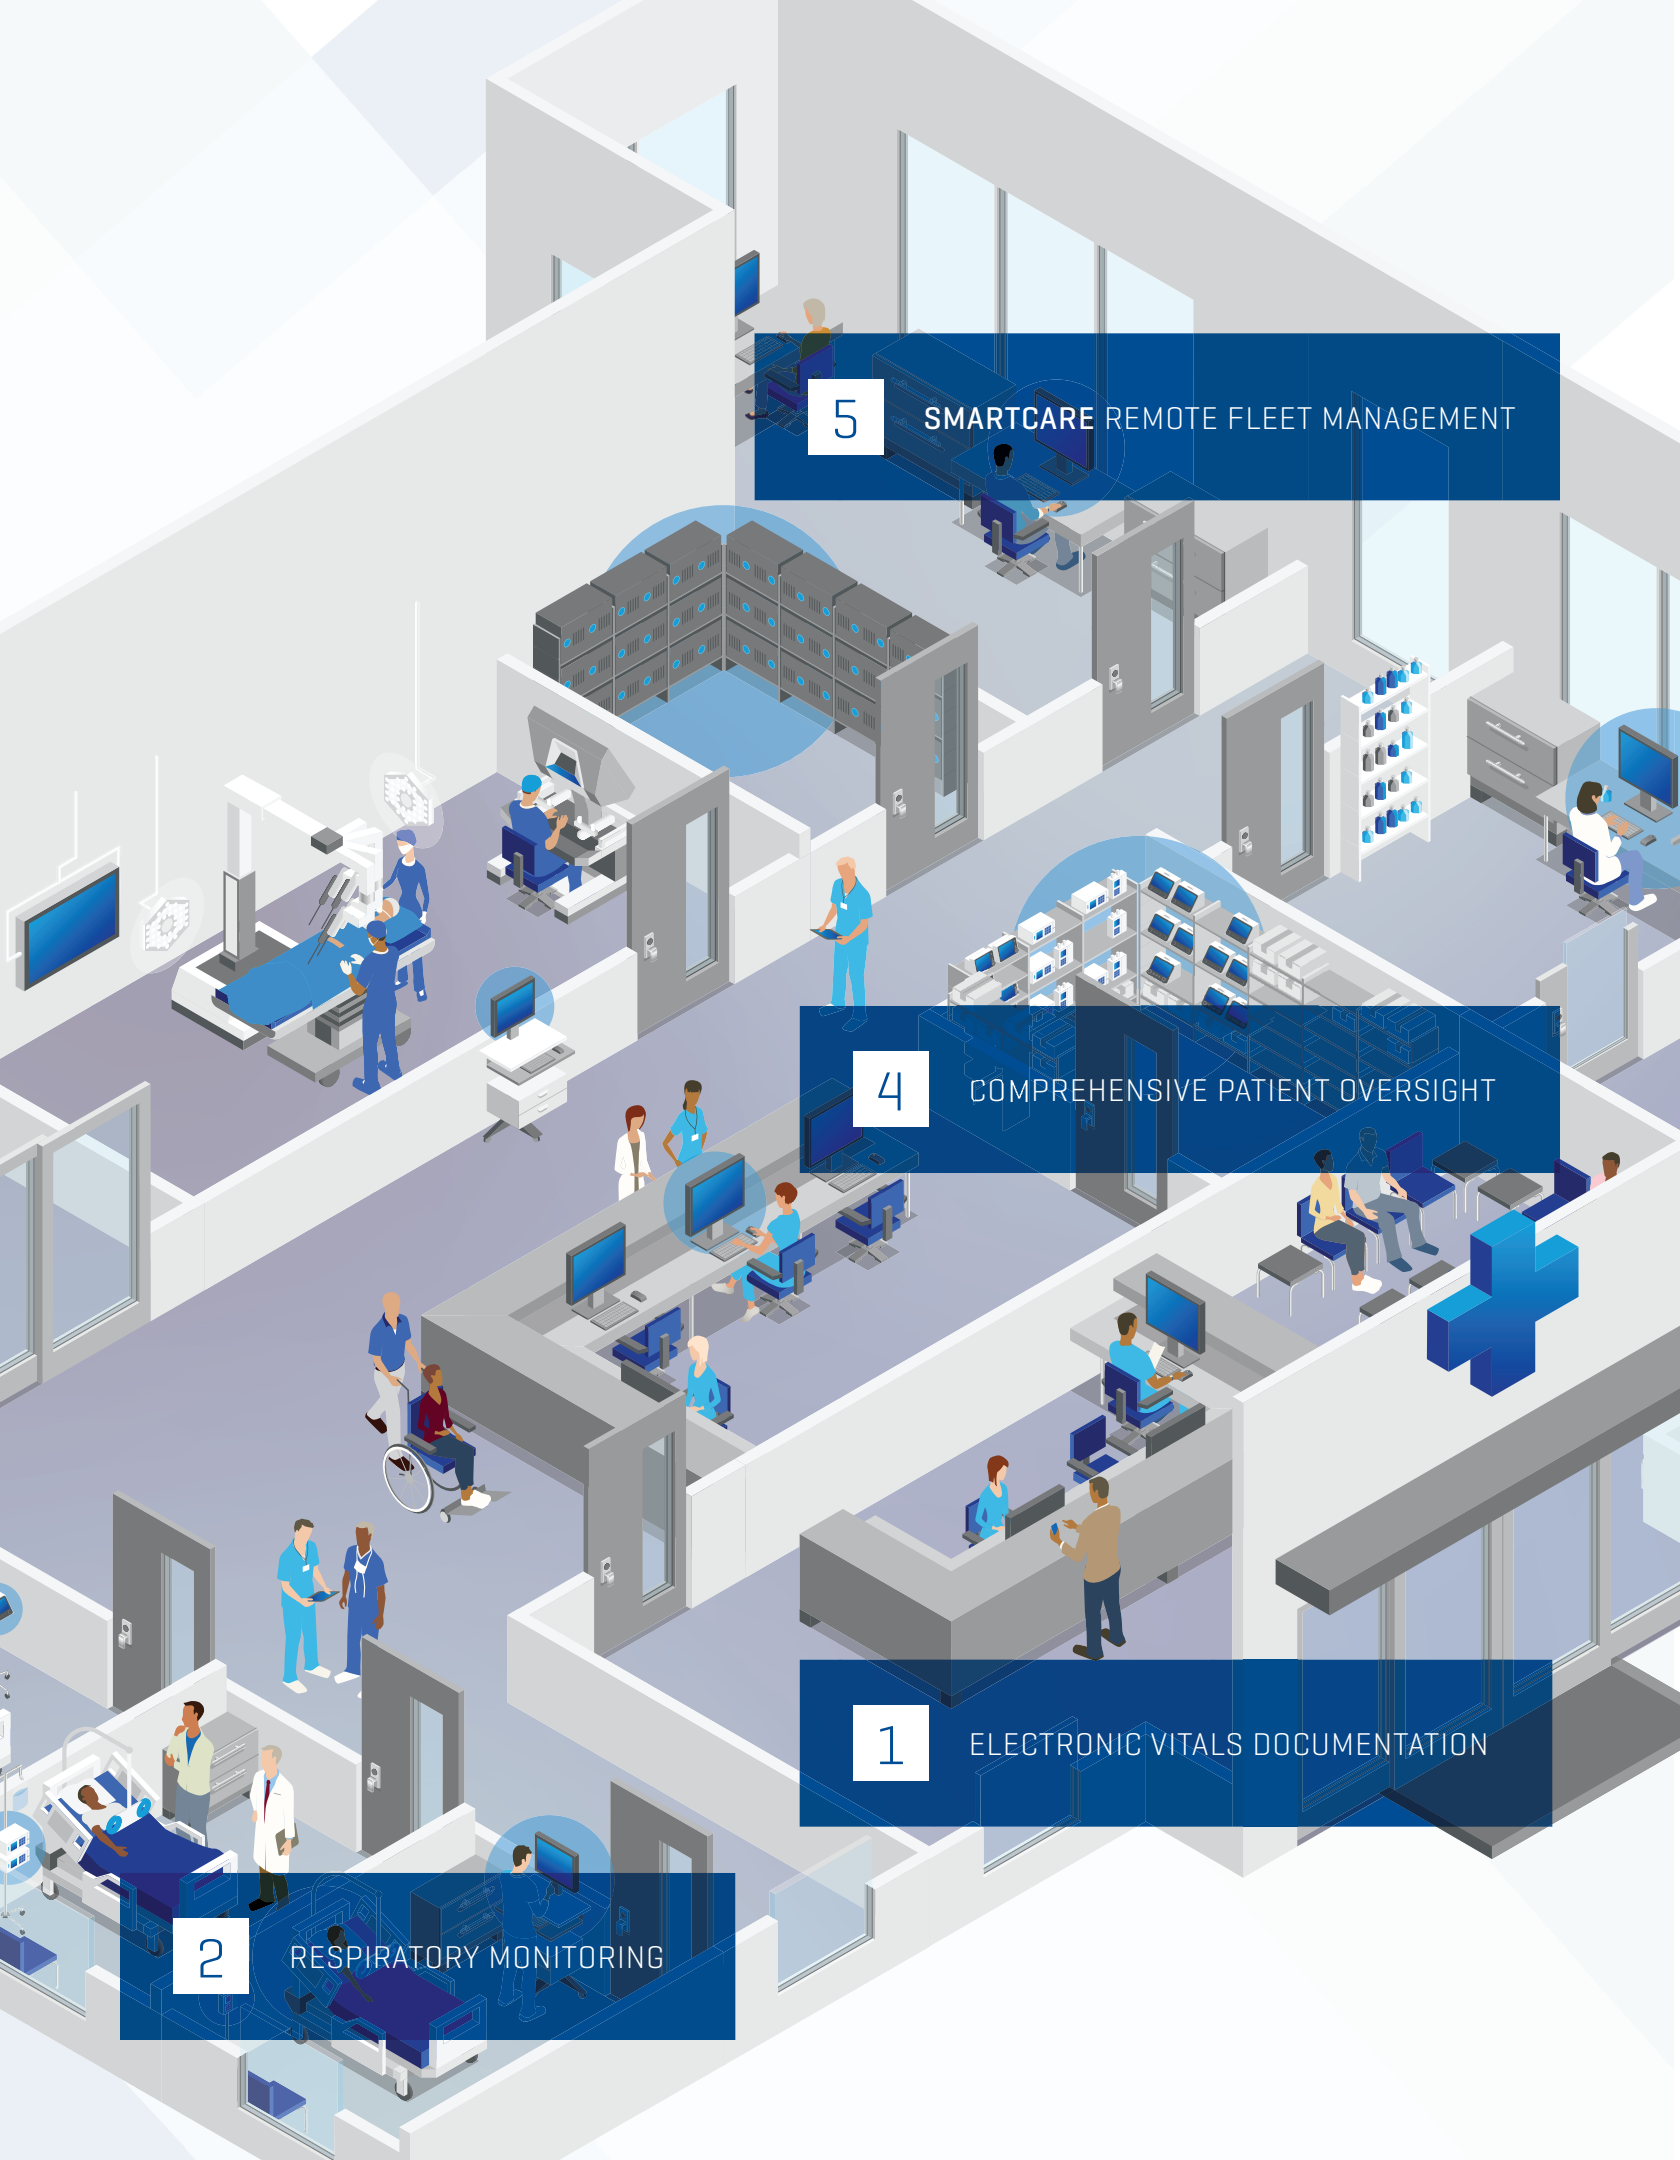 5 SMARTCARE REMOTE FLEET MANAGEMENT
4 COMPREHENSIVE PATIENT OVERSIGHT
1 ELECTRONIC VITALS DOCUMENTATION
2 RESPIRATORY MONITORING